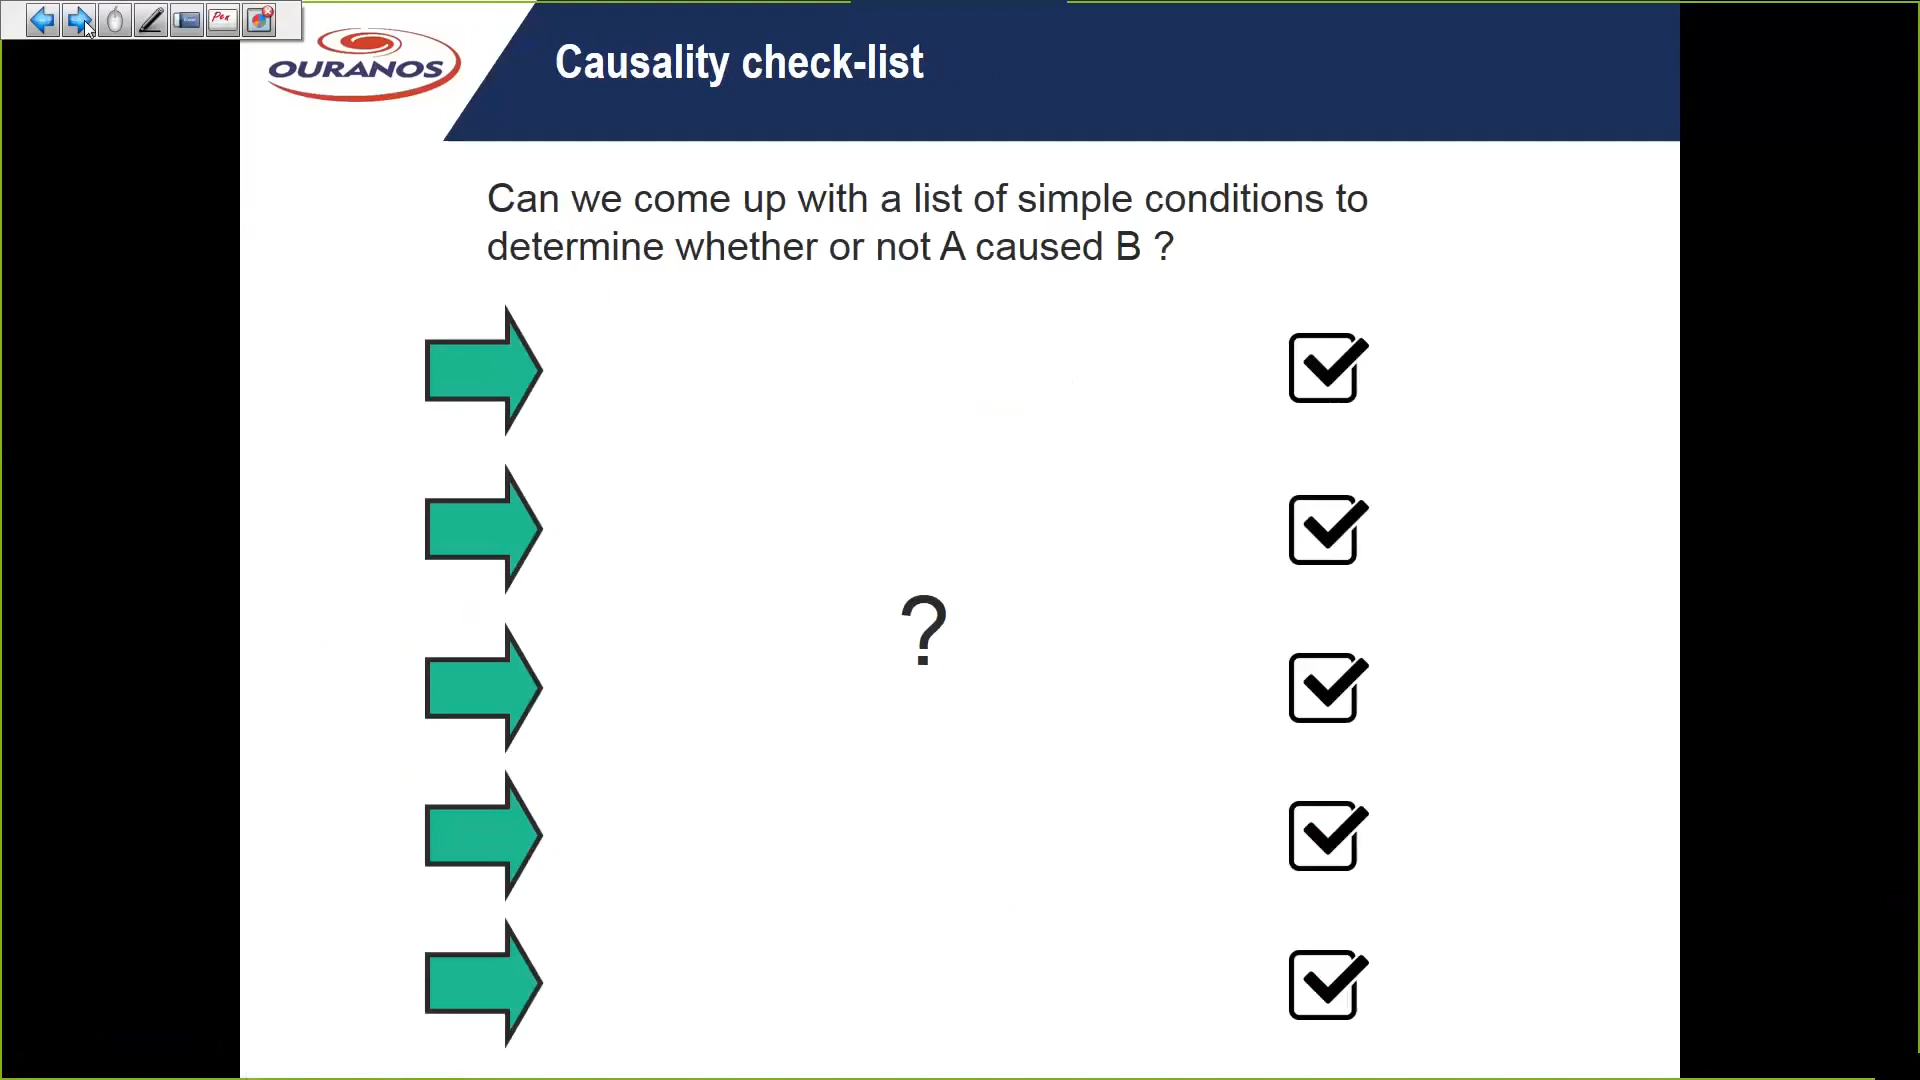 Pen
OURANOS
Causality check-list
Can we come up with a list of simple conditions to
determine whether or not A caused B ?
?